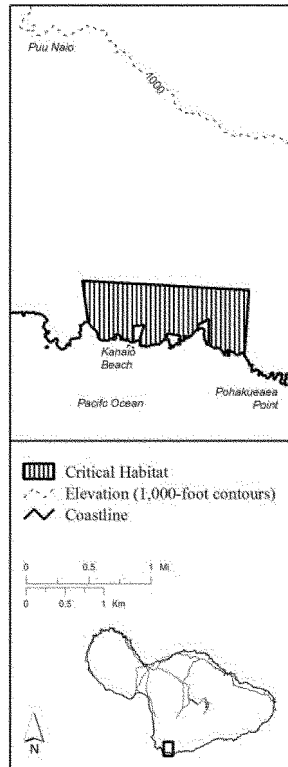 Puu Naio
1000
Kanaio
Beach
Pacifc Ocean
Pohakueaea
Point
Critical Habitat
Elevation (1,000-foot contours)
Coastline
0 0.5 1 Mi
0 0.5 1 Km
N